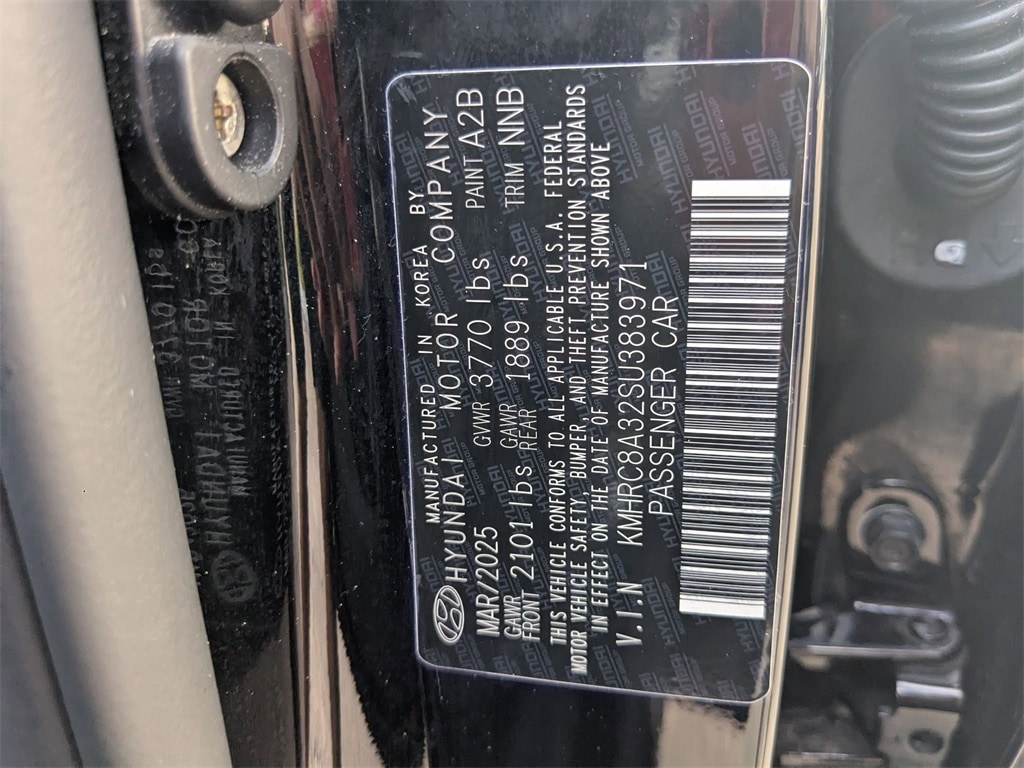 MANUFACTURED IN KOREA BY
HYUNDAI MOTOR COMPANY
MAR/2025 GVWR 3770 lbs PAINT A2B
GAWR FRONT 2101 lbs GAWR REAR 1889 lbs TRIM NNB
THIS VEHICLE CONFORMS TO ALL APPLICABLE U.S.A. FEDERAL
MOTOR VEHICLE SAFETY, BUMPER, AND THEFT PREVENTION STANDARDS
IN EFFECT ON THE DATE OF MANUFACTURE SHOWN ABOVE
V.I.N KMHRC8A32SU383971
PASSENGER CAR